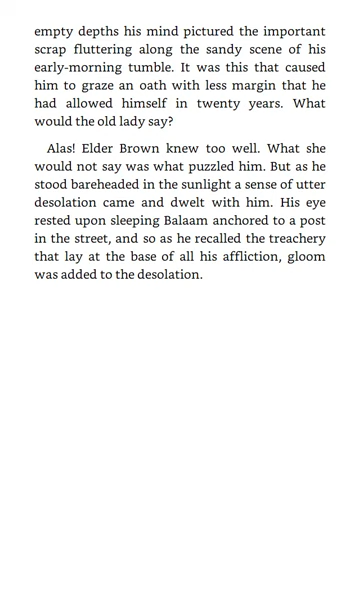 empty depths his mind pictured the important
scrap fluttering along the sandy scene of his
early-morning tumble. It was this that caused
him to graze an oath with less margin that he
had allowed himself in twenty years. What
would the old lady say?
Alas! Elder Brown knew too well. What she
would not say was what puzzled him. But as he
stood bareheaded in the sunlight a sense of utter
desolation came and dwelt with him. His eye
rested upon sleeping Balaam anchored to a post
in the street, and so as he recalled the treachery
that lay at the base of all his affliction, gloom
was added to the desolation.